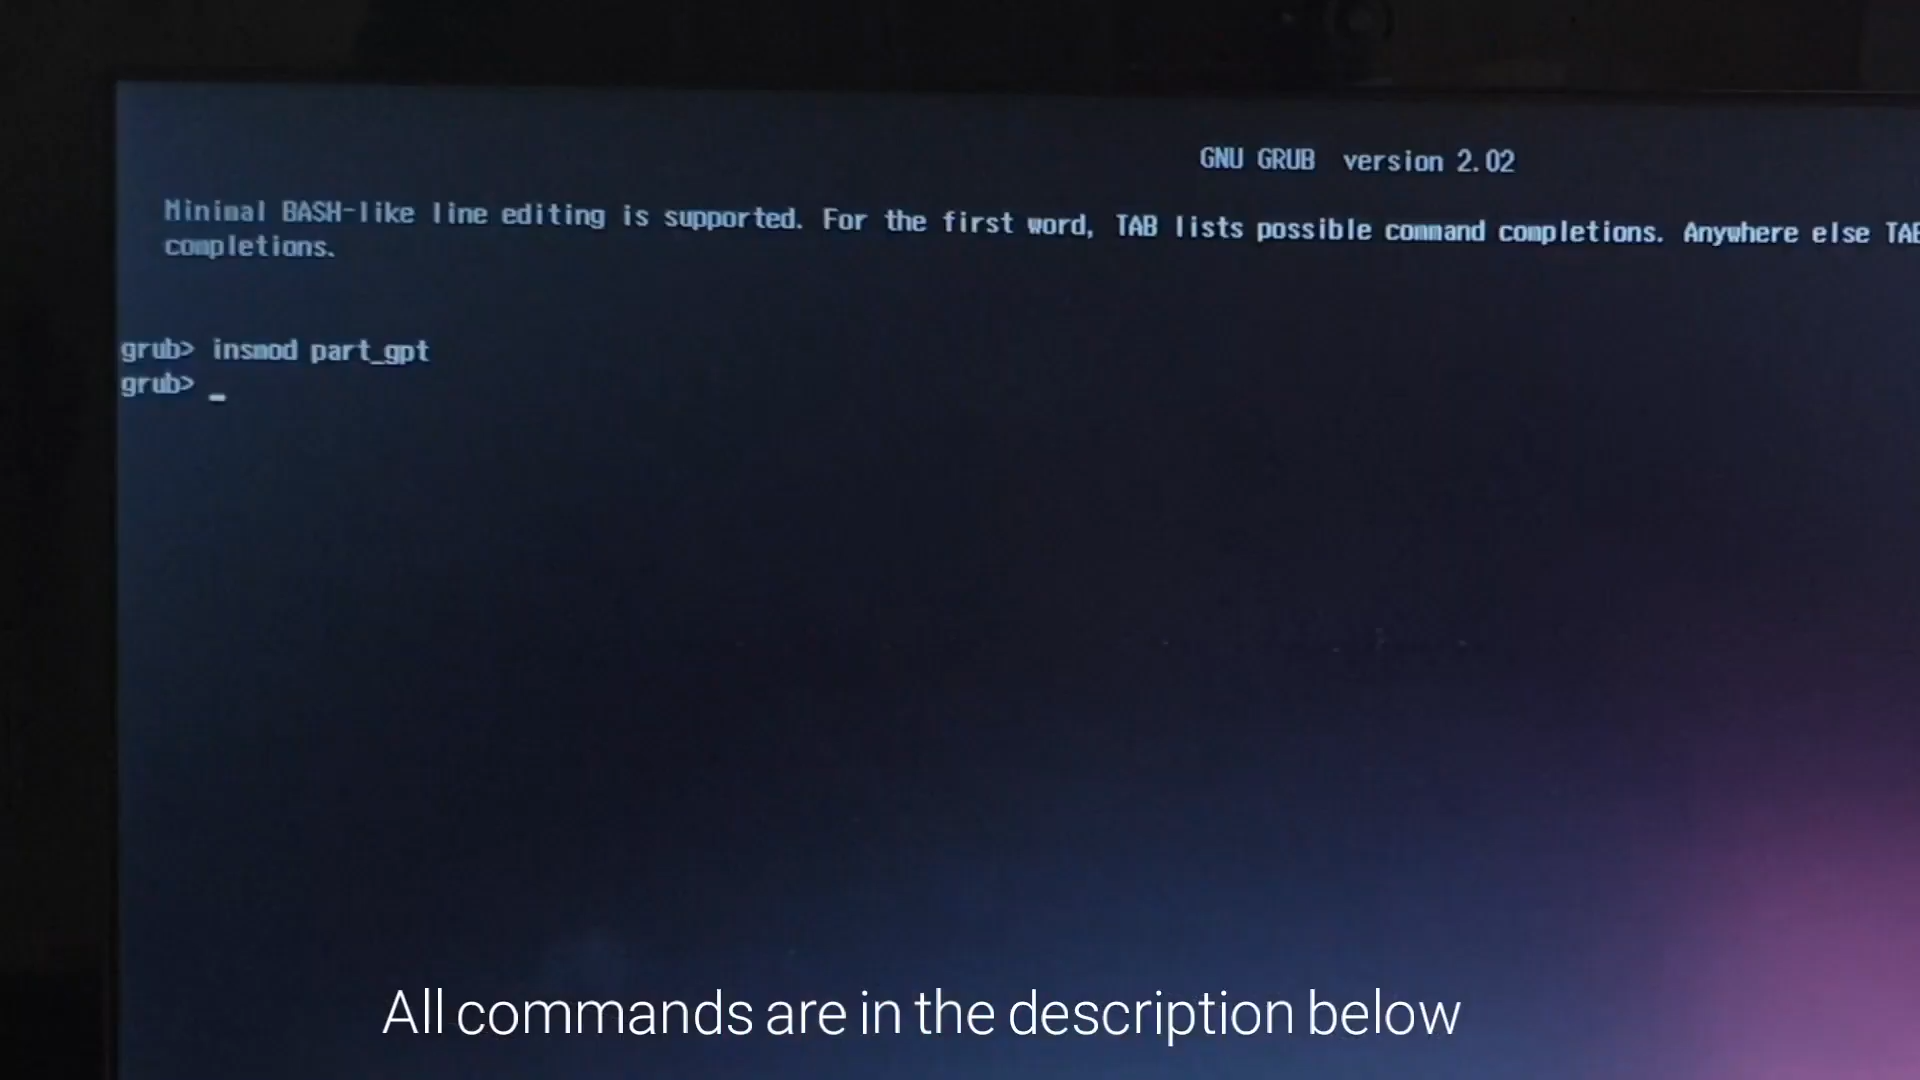 GNU GRUB version 2.02
Minimal BASH-like line editing is supported. For the first word, TAB lists possible command completions. Anywhere else TAB
completions.
grub> insmod part_gpt
grub> _
All commands are in the description below